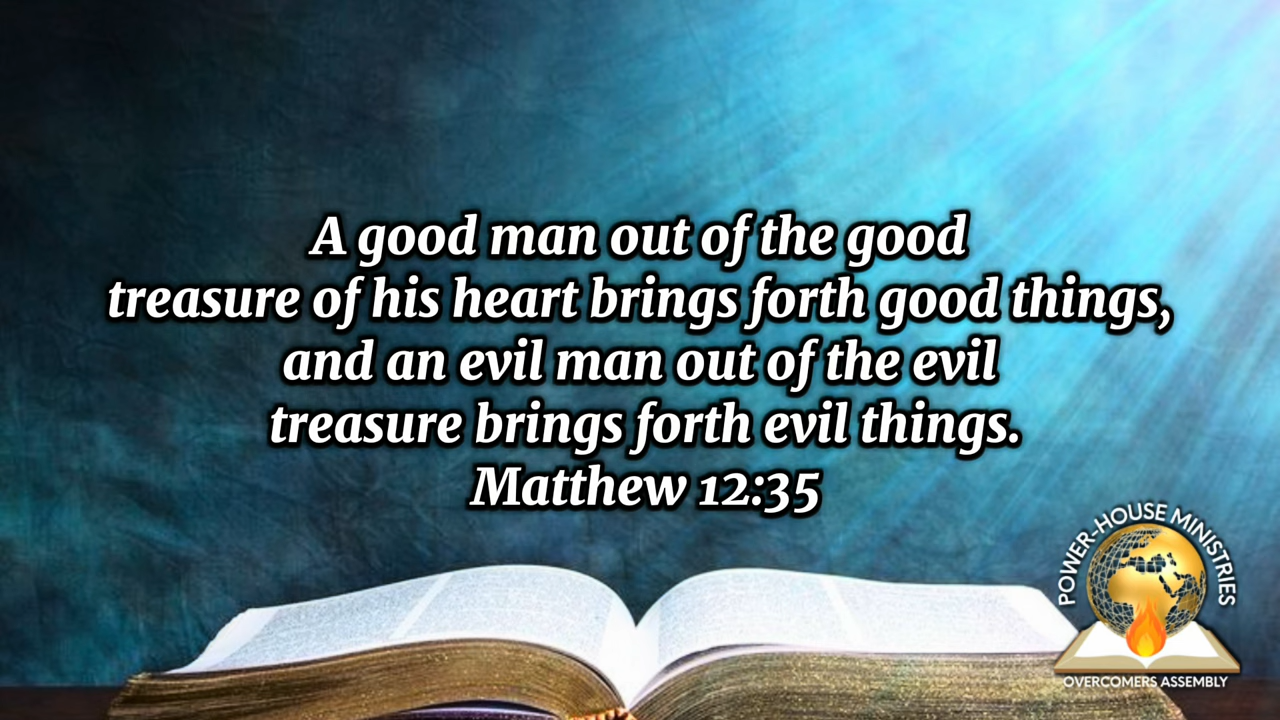 A good man out of the good
treasure of his heart brings forth good things,
and an evil man out of the evil
treasure brings forth evil things.
Matthew 12:35
POWER-HOUSE MINISTRIES
OVERCOMERS ASSEMBLY